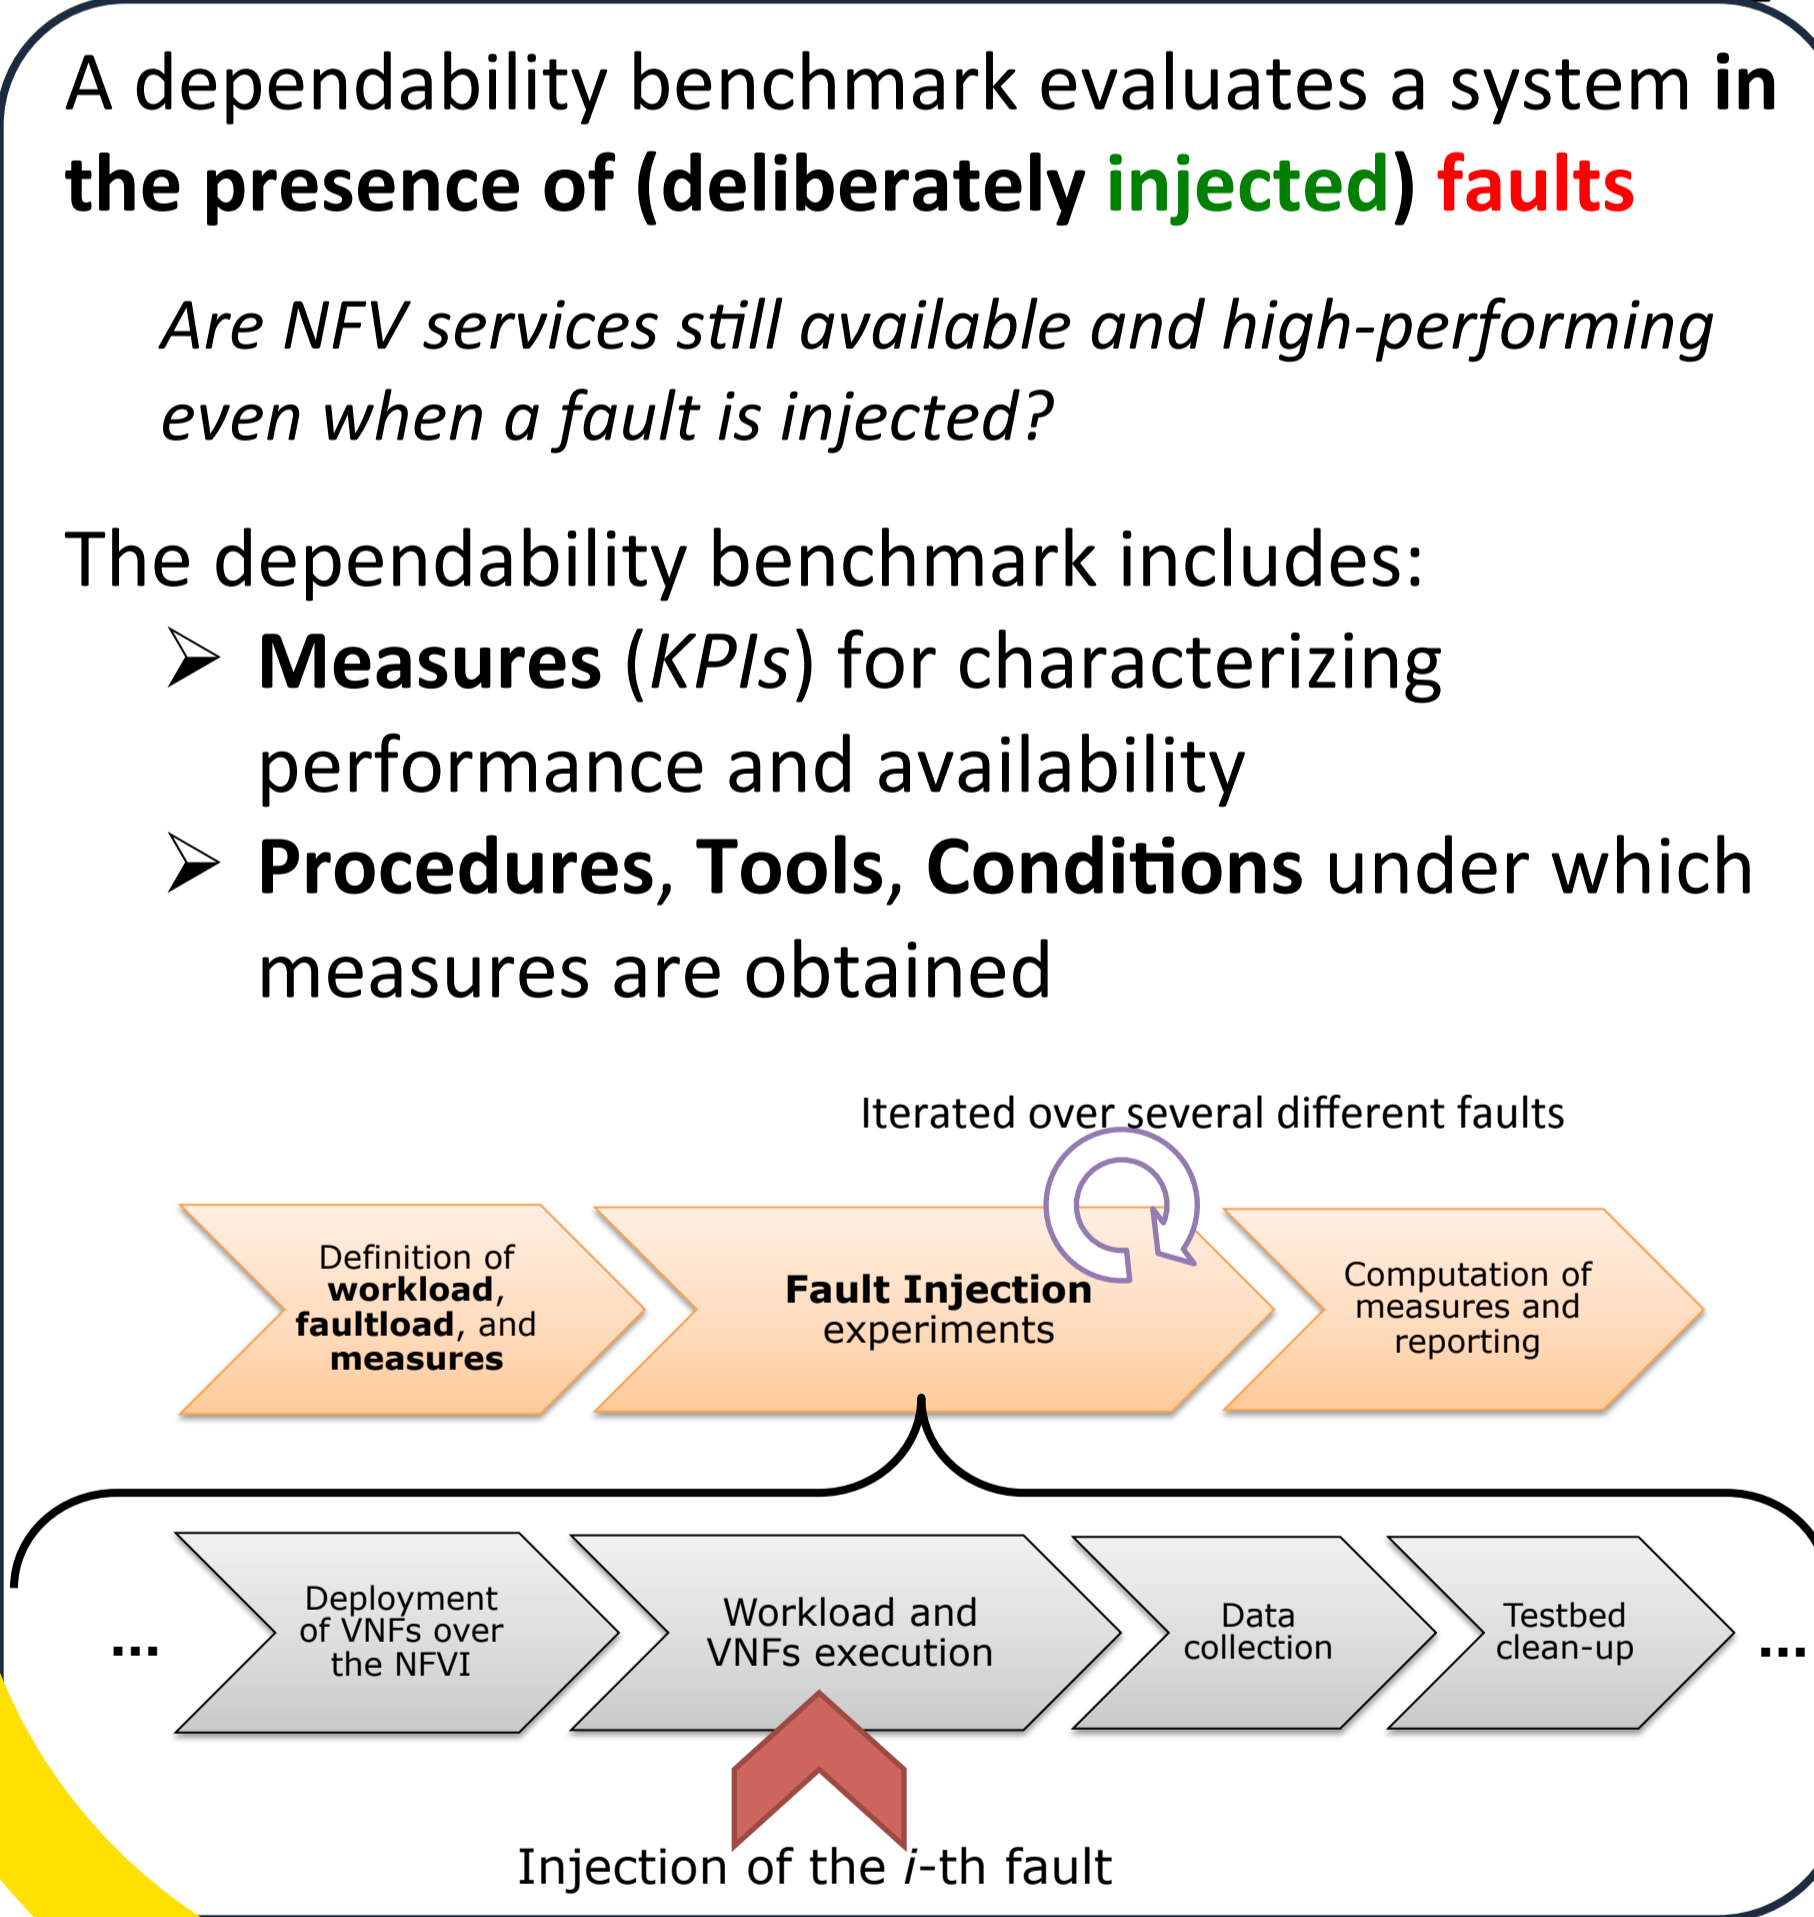 A dependability benchmark evaluates a system in
the presence of (deliberately injected) faults
Are NFV services still available and high-performing
even when a fault is injected?
The dependability benchmark includes:
➢ Measures (KPIs) for characterizing
performance and availability
➢ Procedures, Tools, Conditions under which
measures are obtained
Iterated over several different faults
Definition of
workload,
faultload, and
measures
Fault Injection
experiments
Computation of
measures and
reporting
...
Deployment
of VNFs over
the NFVI
Workload and
VNFs execution
Data
collection
Testbed
clean-up
...
Injection of the i-th fault